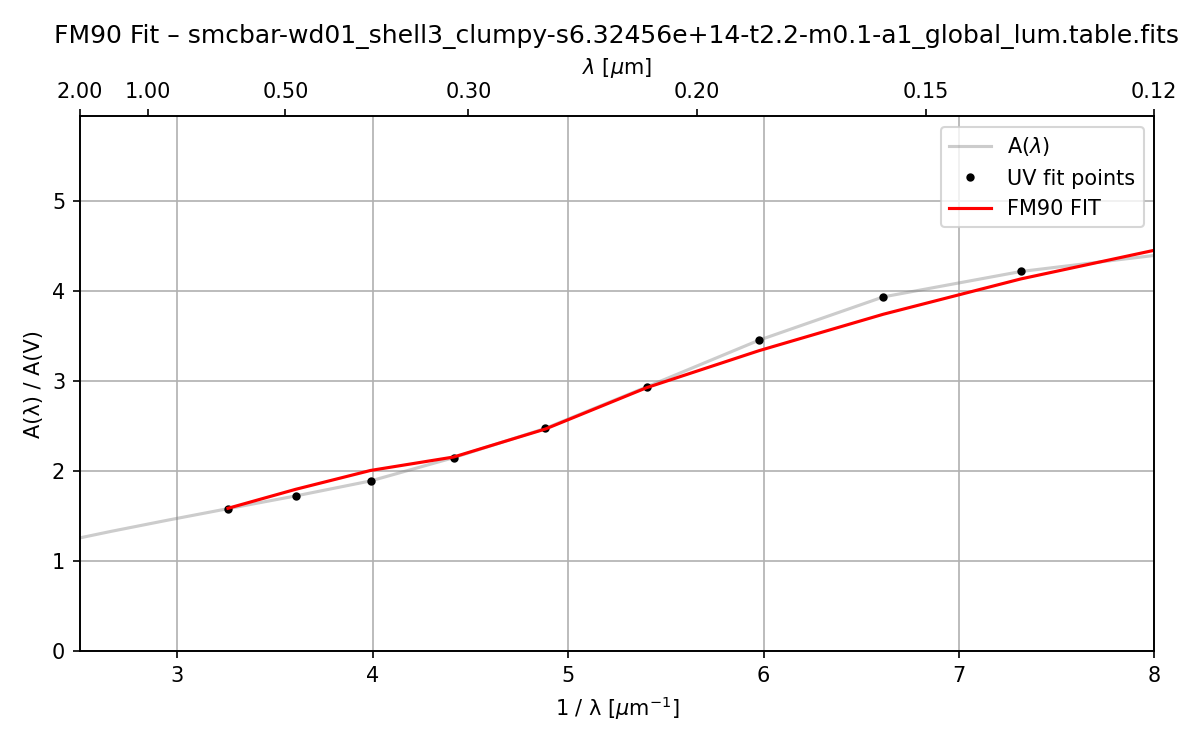 FM90 Fit – smcbar-wd01_shell3_clumpy-s6.32456e+14-t2.2-m0.1-a1_global_lum.table.fits
λ [μm]
2.00 1.00 0.50 0.30 0.20 0.15 0.12
A(λ)
UV fit points
FM90 FIT
A(λ) / A(V)
5
4
3
2
1
0
3 4 5 6 7 8
1 / λ [μm⁻¹]